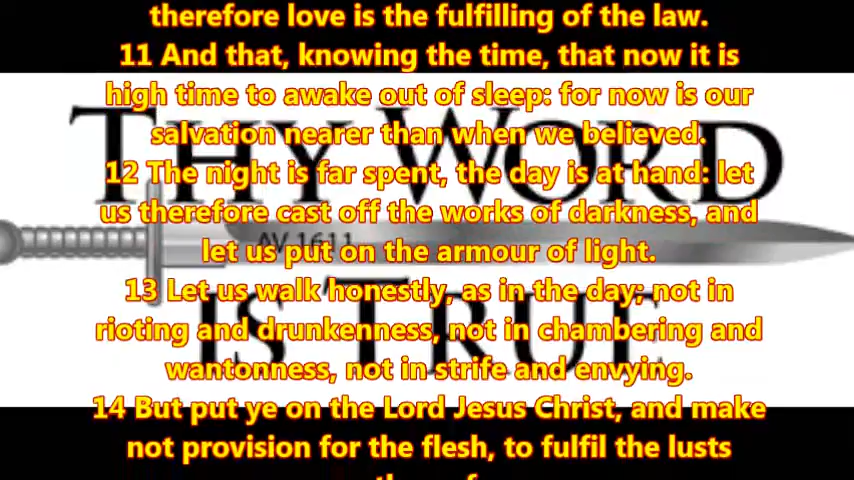 therefore love is the fulfilling of the law.
11 And that, knowing the time, that now it is
high time to awake out of sleep: for now is our
salvation nearer than when we believed.
12 The night is far spent, the day is at hand: let
us therefore cast off the works of darkness, and
let us put on the armour of light.
13 Let us walk honestly, as in the day; not in
rioting and drunkenness, not in chambering and
wantonness, not in strife and envying.
14 But put ye on the Lord Jesus Christ, and make
not provision for the flesh, to fulfil the lusts
THY WORD
AV 1611
IS TRUE